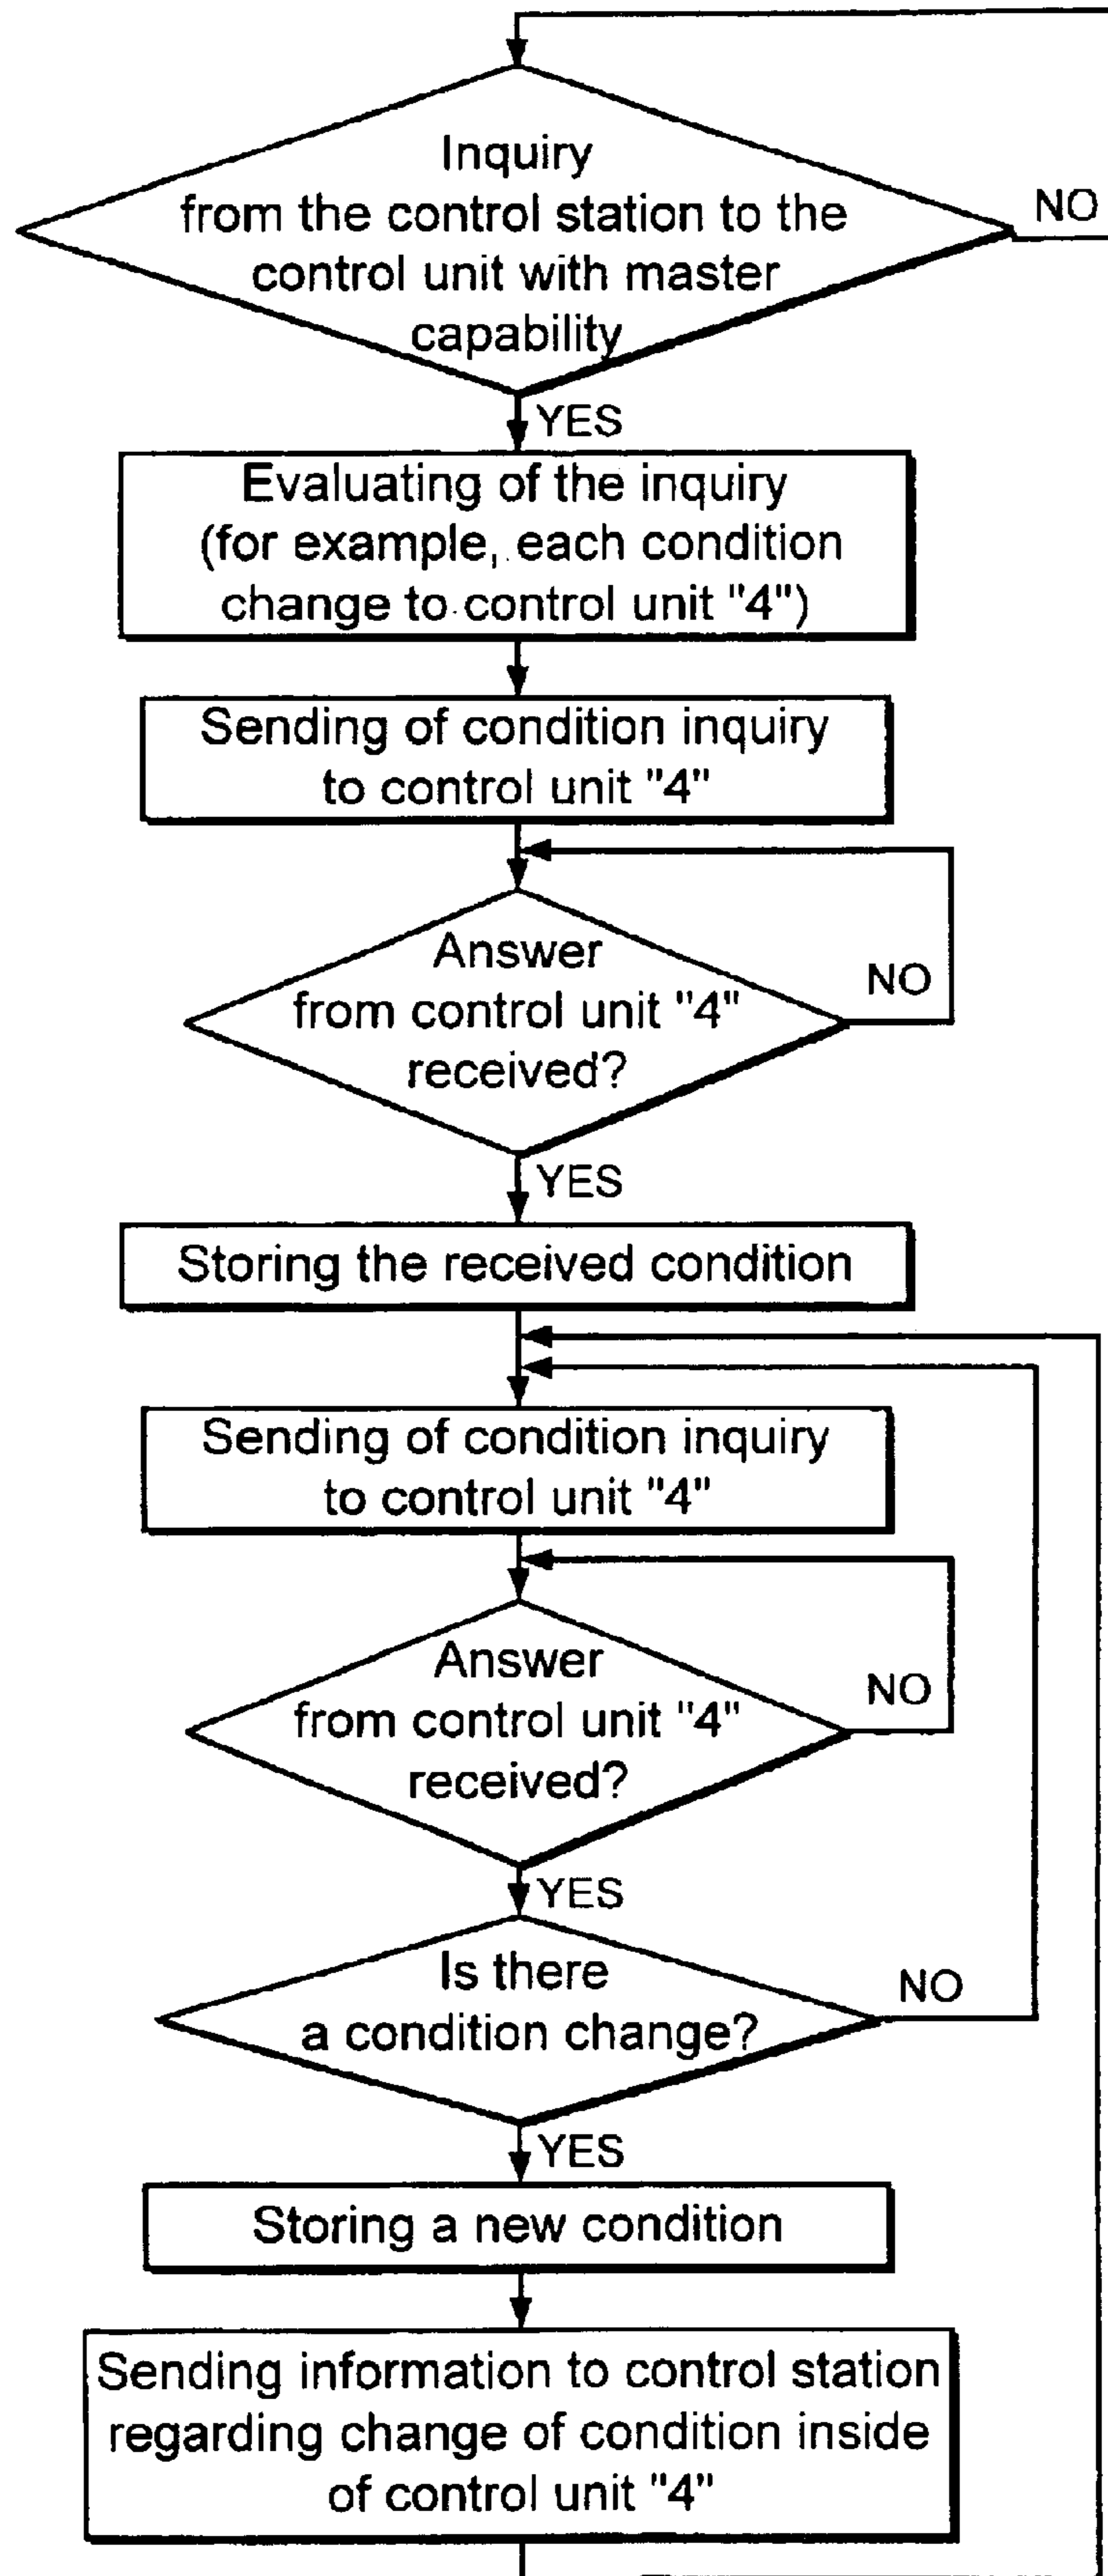 Inquiry
from the control station to the
control unit with master
capability
NO
YES
Evaluating of the inquiry
(for example, each condition
change to control unit "4")
Sending of condition inquiry
to control unit "4"
Answer
from control unit "4"
received?
NO
YES
Storing the received condition
Sending of condition inquiry
to control unit "4"
Answer
from control unit "4"
received?
NO
YES
Is there
a condition change?
NO
YES
Storing a new condition
Sending information to control station
regarding change of condition inside
of control unit "4"